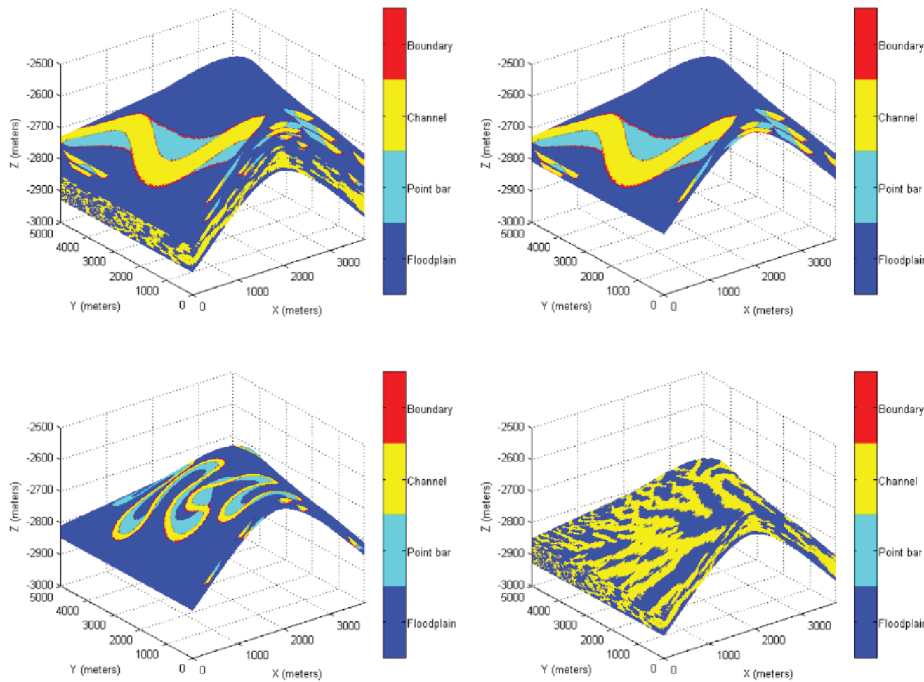 Boundary
Channel
Point bar
Floodplain
-2500
-2600
-2700
-2800
-2900
-3000
Z (meters)
5000
4000
3000
2000
1000
0
Y (meters)
0
1000
2000
3000
X (meters)
Boundary
Channel
Point bar
Floodplain
-2500
-2600
-2700
-2800
-2900
-3000
Z (meters)
5000
4000
3000
2000
1000
0
Y (meters)
0
1000
2000
3000
X (meters)
Boundary
Channel
Point bar
Floodplain
-2500
-2600
-2700
-2800
-2900
-3000
Z (meters)
5000
4000
3000
2000
1000
0
Y (meters)
0
1000
2000
3000
X (meters)
Boundary
Channel
Point bar
Floodplain
-2500
-2600
-2700
-2800
-2900
-3000
Z (meters)
5000
4000
3000
2000
1000
0
Y (meters)
0
1000
2000
3000
X (meters)